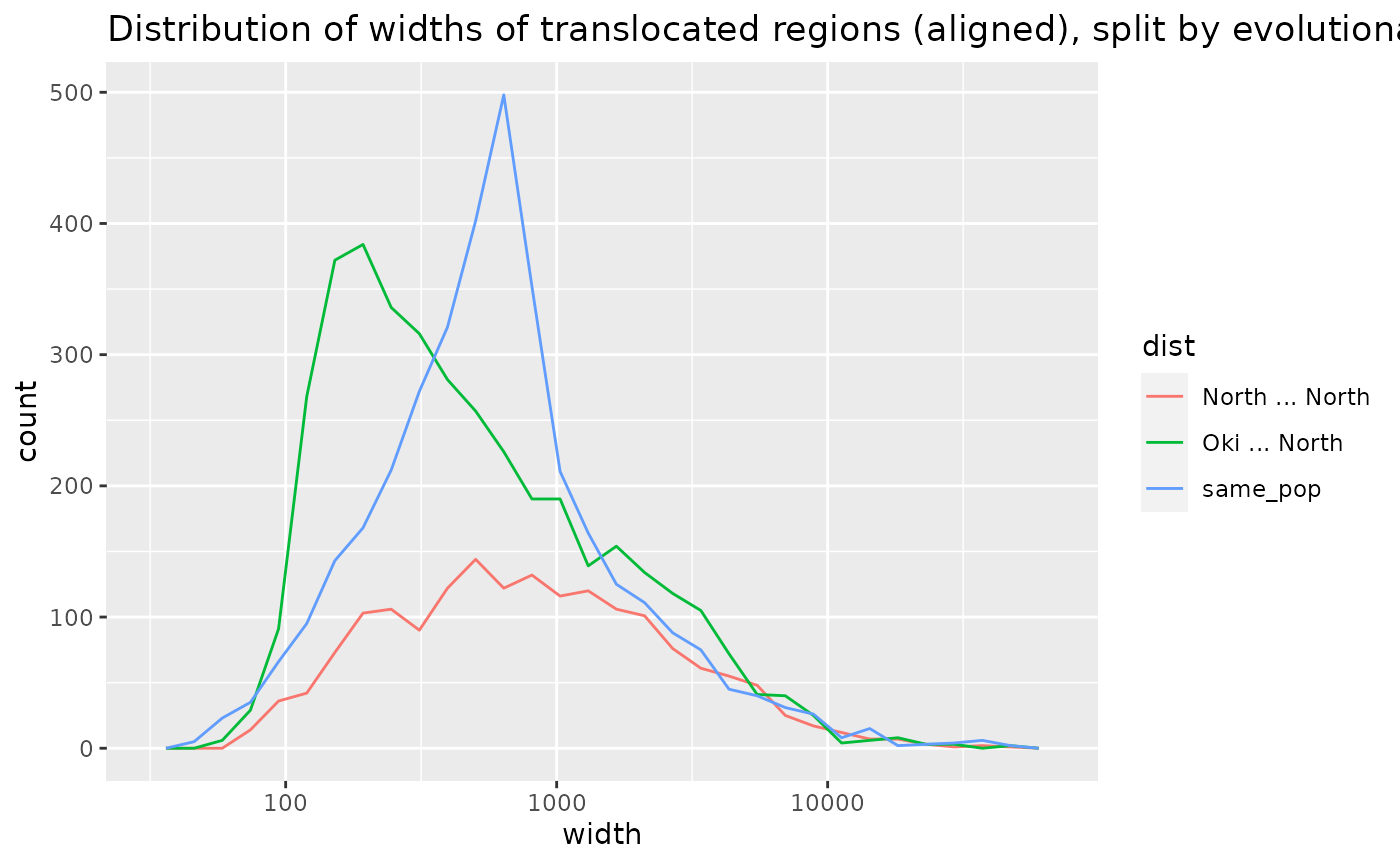 Distribution of widths of translocated regions (aligned), split by evolutiona
500
400
300
200
100
0
count
100
1000
10000
width
dist
North ... North
Oki ... North
same_pop